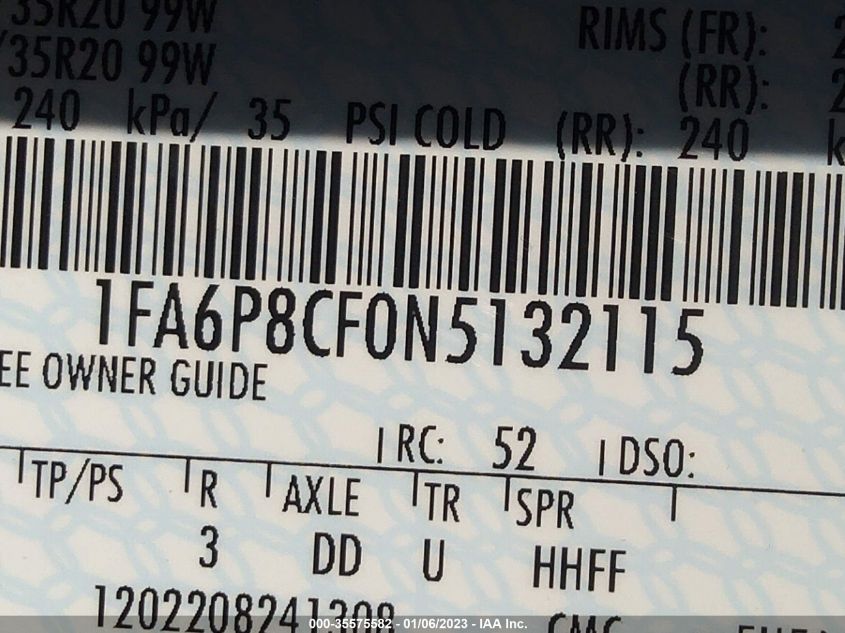 35R20 99W RIMS (FR):
/35R20 99W (RR):
240 kPa/ 35 PSI COLD (RR): 240
1FA6P8CF0N5132115
EE OWNER GUIDE
RC: 52 DSO:
TP/PS R AXLE TR SPR
3 DD U HHFF
1202208241308
000-35575582 - 01/06/2023 - IAA Inc.